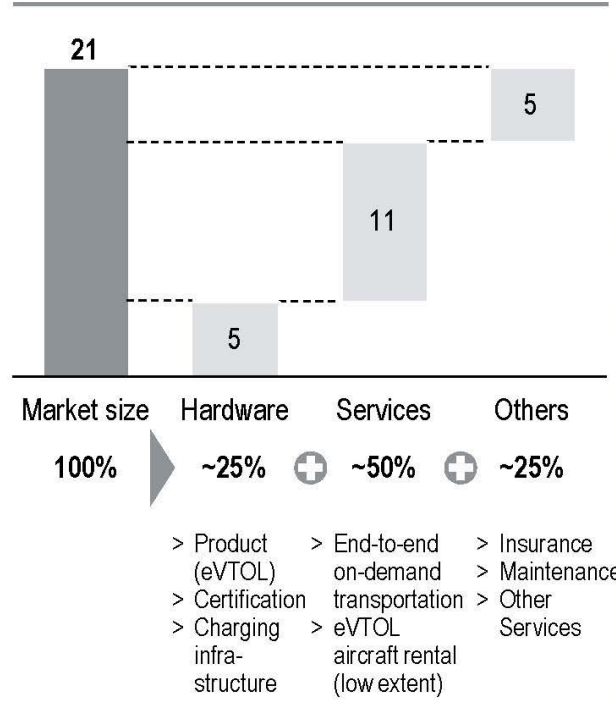 21
5
11
5
Market size Hardware Services Others
100% ~25% ~50% ~25%
> Product
(eVTOL)
> Certification
> Charging
infra-
structure
> End-to-end
on-demand
transportation
> eVTOL
aircraft rental
(low extent)
> Insurance
> Maintenance
> Other
Services